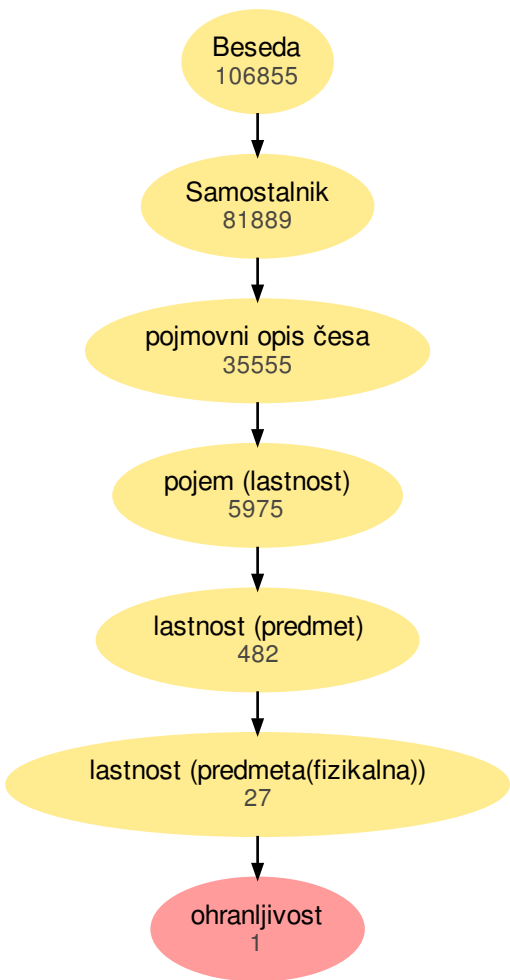 Beseda
106855
Samostalnik
81889
pojmovni opis česa
35555
pojem (lastnost)
5975
lastnost (predmet)
482
lastnost (predmeta(fizikalna))
27
ohranljivost
1